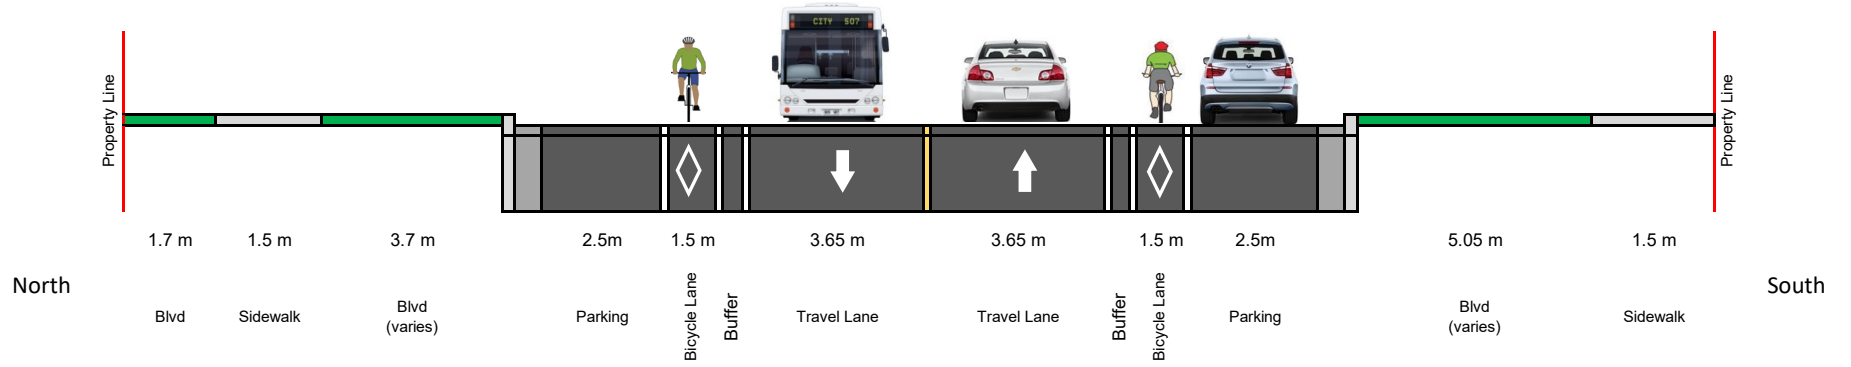 CITY 507
Property Line
Property Line
1.7 m
1.5 m
3.7 m
2.5m
1.5 m
3.65 m
3.65 m
1.5 m
2.5m
5.05 m
1.5 m
North
South
Blvd
Sidewalk
Blvd
(varies)
Parking
Bicycle Lane
Buffer
Travel Lane
Travel Lane
Buffer
Bicycle Lane
Parking
Blvd
(varies)
Sidewalk